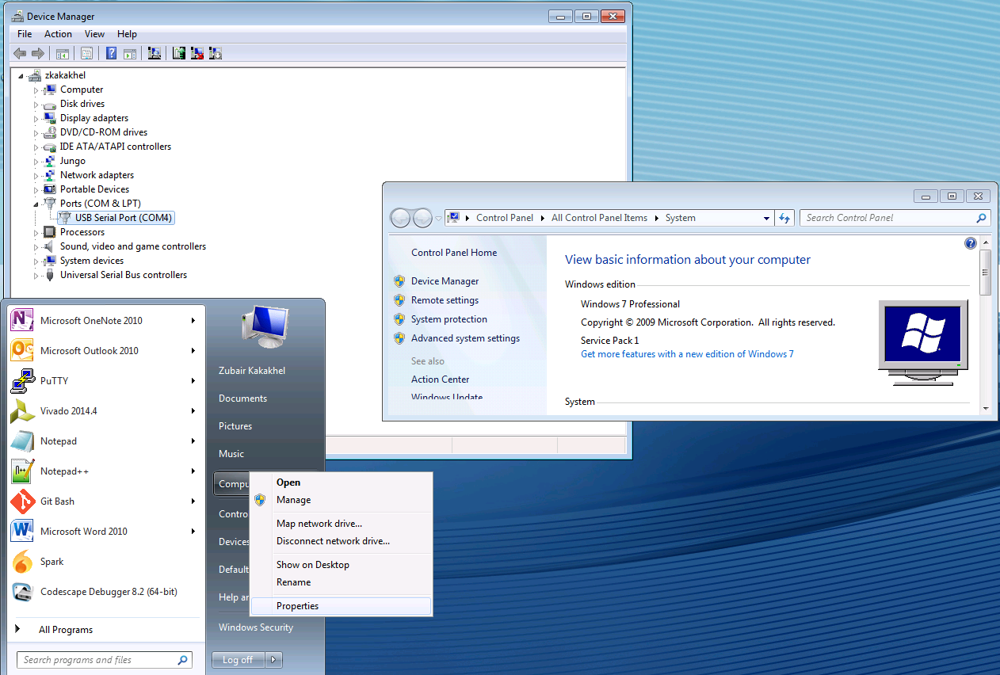 Device Manager
File Action View Help
zkakakhel
Computer
Disk drives
Display adapters
DVD/CD-ROM drives
IDE ATA/ATAPI controllers
Jungo
Network adapters
Portable Devices
Ports (COM & LPT)
USB Serial Port (COM4)
Processors
Sound, video and game controllers
System devices
Universal Serial Bus controllers
Control Panel All Control Panel Items System
Search Control Panel
Control Panel Home
Device Manager
Remote settings
System protection
Advanced system settings
See also
Action Center
Windows Update
View basic information about your computer
Windows edition
Windows 7 Professional
Copyright © 2009 Microsoft Corporation. All rights reserved.
Service Pack 1
Get more features with a new edition of Windows 7
System
Microsoft OneNote 2010
Microsoft Outlook 2010
PuTTY
Vivado 2014.4
Notepad
Notepad++
Git Bash
Microsoft Word 2010
Spark
Codescape Debugger 8.2 (64-bit)
All Programs
Search programs and files
Zubair Kakakhel
Documents
Pictures
Music
Compu
Contro
Devices
Default
Help an
Windows Security
Log off
Open
Manage
Map network drive...
Disconnect network drive...
Show on Desktop
Rename
Properties